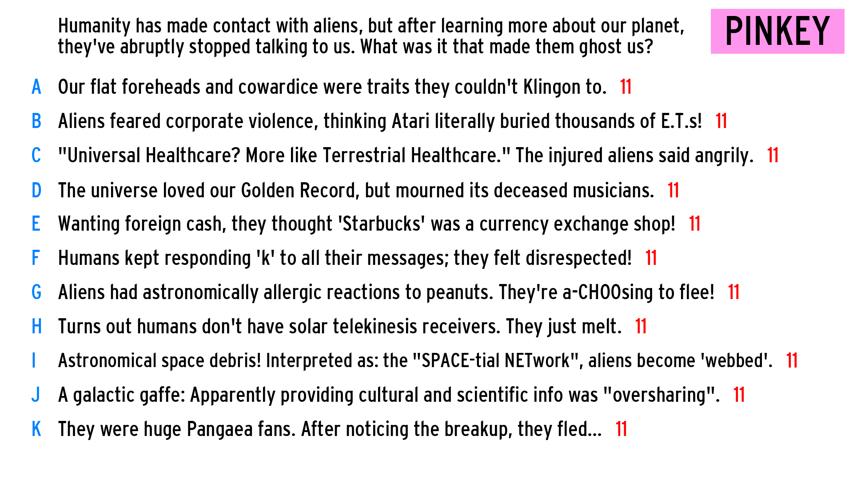 Humanity has made contact with aliens, but after learning more about our planet,
they've abruptly stopped talking to us. What was it that made them ghost us?
PINKEY
A Our flat foreheads and cowardice were traits they couldn't Klingon to. 11
B Aliens feared corporate violence, thinking Atari literally buried thousands of E.T.s! 11
C "Universal Healthcare? More like Terrestrial Healthcare." The injured aliens said angrily. 11
D The universe loved our Golden Record, but mourned its deceased musicians. 11
E Wanting foreign cash, they thought 'Starbucks' was a currency exchange shop! 11
F Humans kept responding 'k' to all their messages; they felt disrespected! 11
G Aliens had astronomically allergic reactions to peanuts. They're a-CHOOsing to flee! 11
H Turns out humans don't have solar telekinesis receivers. They just melt. 11
I Astronomical space debris! Interpreted as: the "SPACE-tial NETwork", aliens become 'webbed'. 11
J A galactic gaffe: Apparently providing cultural and scientific info was "oversharing". 11
K They were huge Pangaea fans. After noticing the breakup, they fled... 11